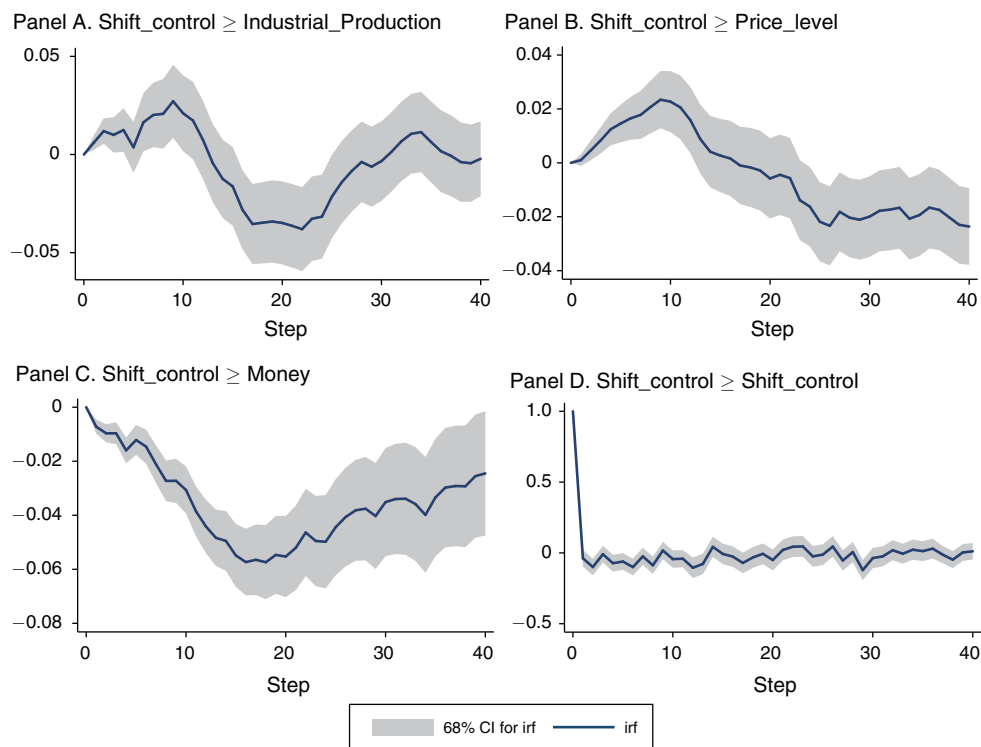 Panel A. Shift_control ≥ Industrial_Production
0.05
0
−0.05
0 10 20 30 40
Step
Panel B. Shift_control ≥ Price_level
0.04
0.02
0
−0.02
−0.04
0 10 20 30 40
Step
Panel C. Shift_control ≥ Money
0
−0.02
−0.04
−0.06
−0.08
0 10 20 30 40
Step
Panel D. Shift_control ≥ Shift_control
1.0
0.5
0
−0.5
0 10 20 30 40
Step
68% CI for irf irf